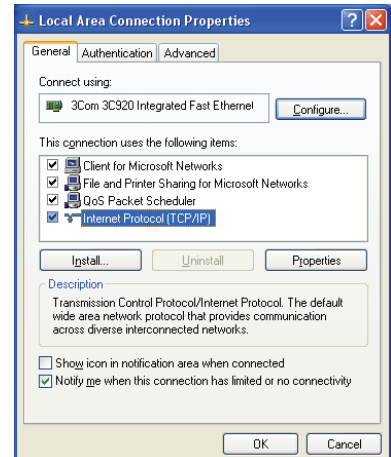 Local Area Connection Properties
General Authentication Advanced
Connect using:
3Com 3C920 Integrated Fast Ethernet
Configure...
This connection uses the following items:
Client for Microsoft Networks
File and Printer Sharing for Microsoft Networks
QoS Packet Scheduler
Internet Protocol (TCP/IP)
Install... Uninstall Properties
Description
Transmission Control Protocol/Internet Protocol. The default
wide area network protocol that provides communication
across diverse interconnected networks.
Show icon in notification area when connected
Notify me when this connection has limited or no connectivity
OK Cancel